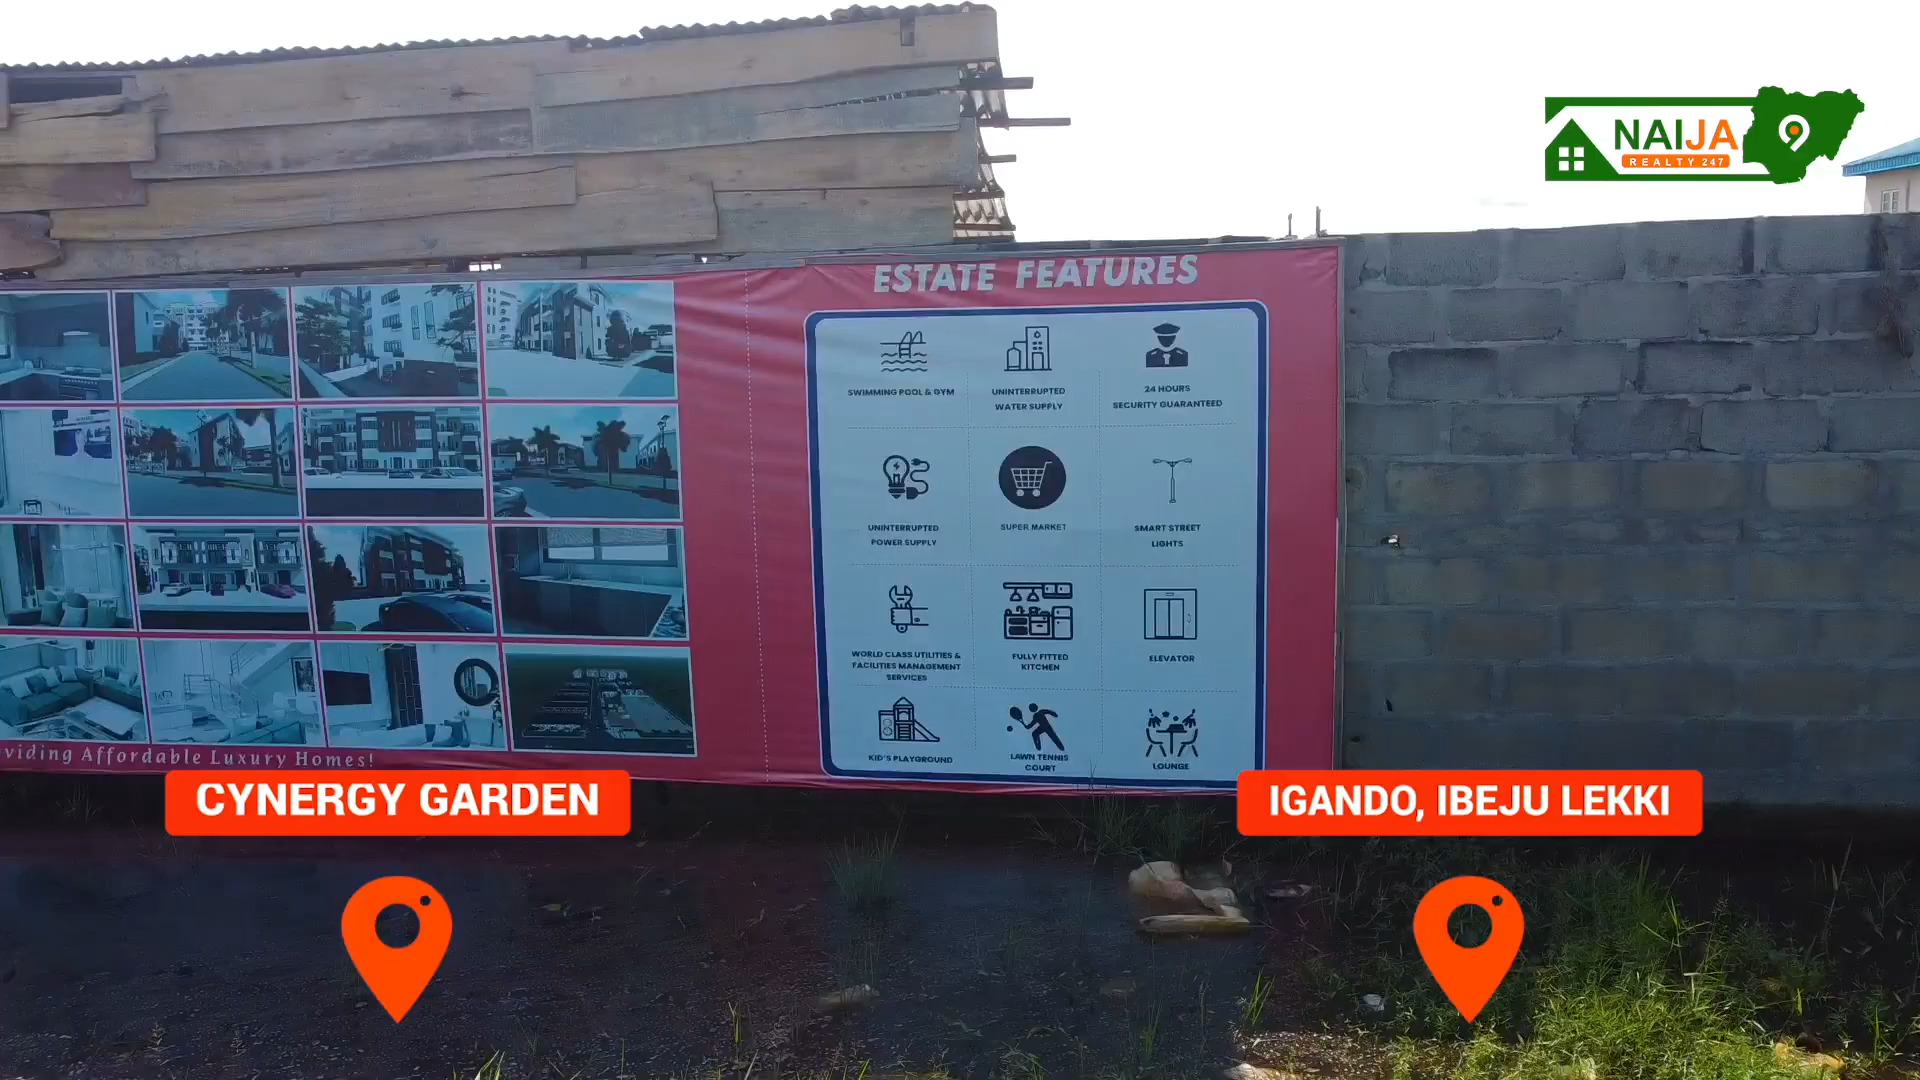 NAIJA
REALTY 247
ESTATE FEATURES
SWIMMING POOL & GYM
UNINTERRUPTED
WATER SUPPLY
24 HOURS
SECURITY GUARANTEED
UNINTERRUPTED
POWER SUPPLY
SUPER MARKET
SMART STREET
LIGHTS
WORLD CLASS UTILITIES &
FACILITIES MANAGEMENT
SERVICES
FULLY FITTED
KITCHEN
ELEVATOR
KID'S PLAYGROUND
LAWN TENNIS
COURT
LOUNGE
viding Affordable Luxury Homes!
CYNERGY GARDEN
IGANDO, IBEJU LEKKI